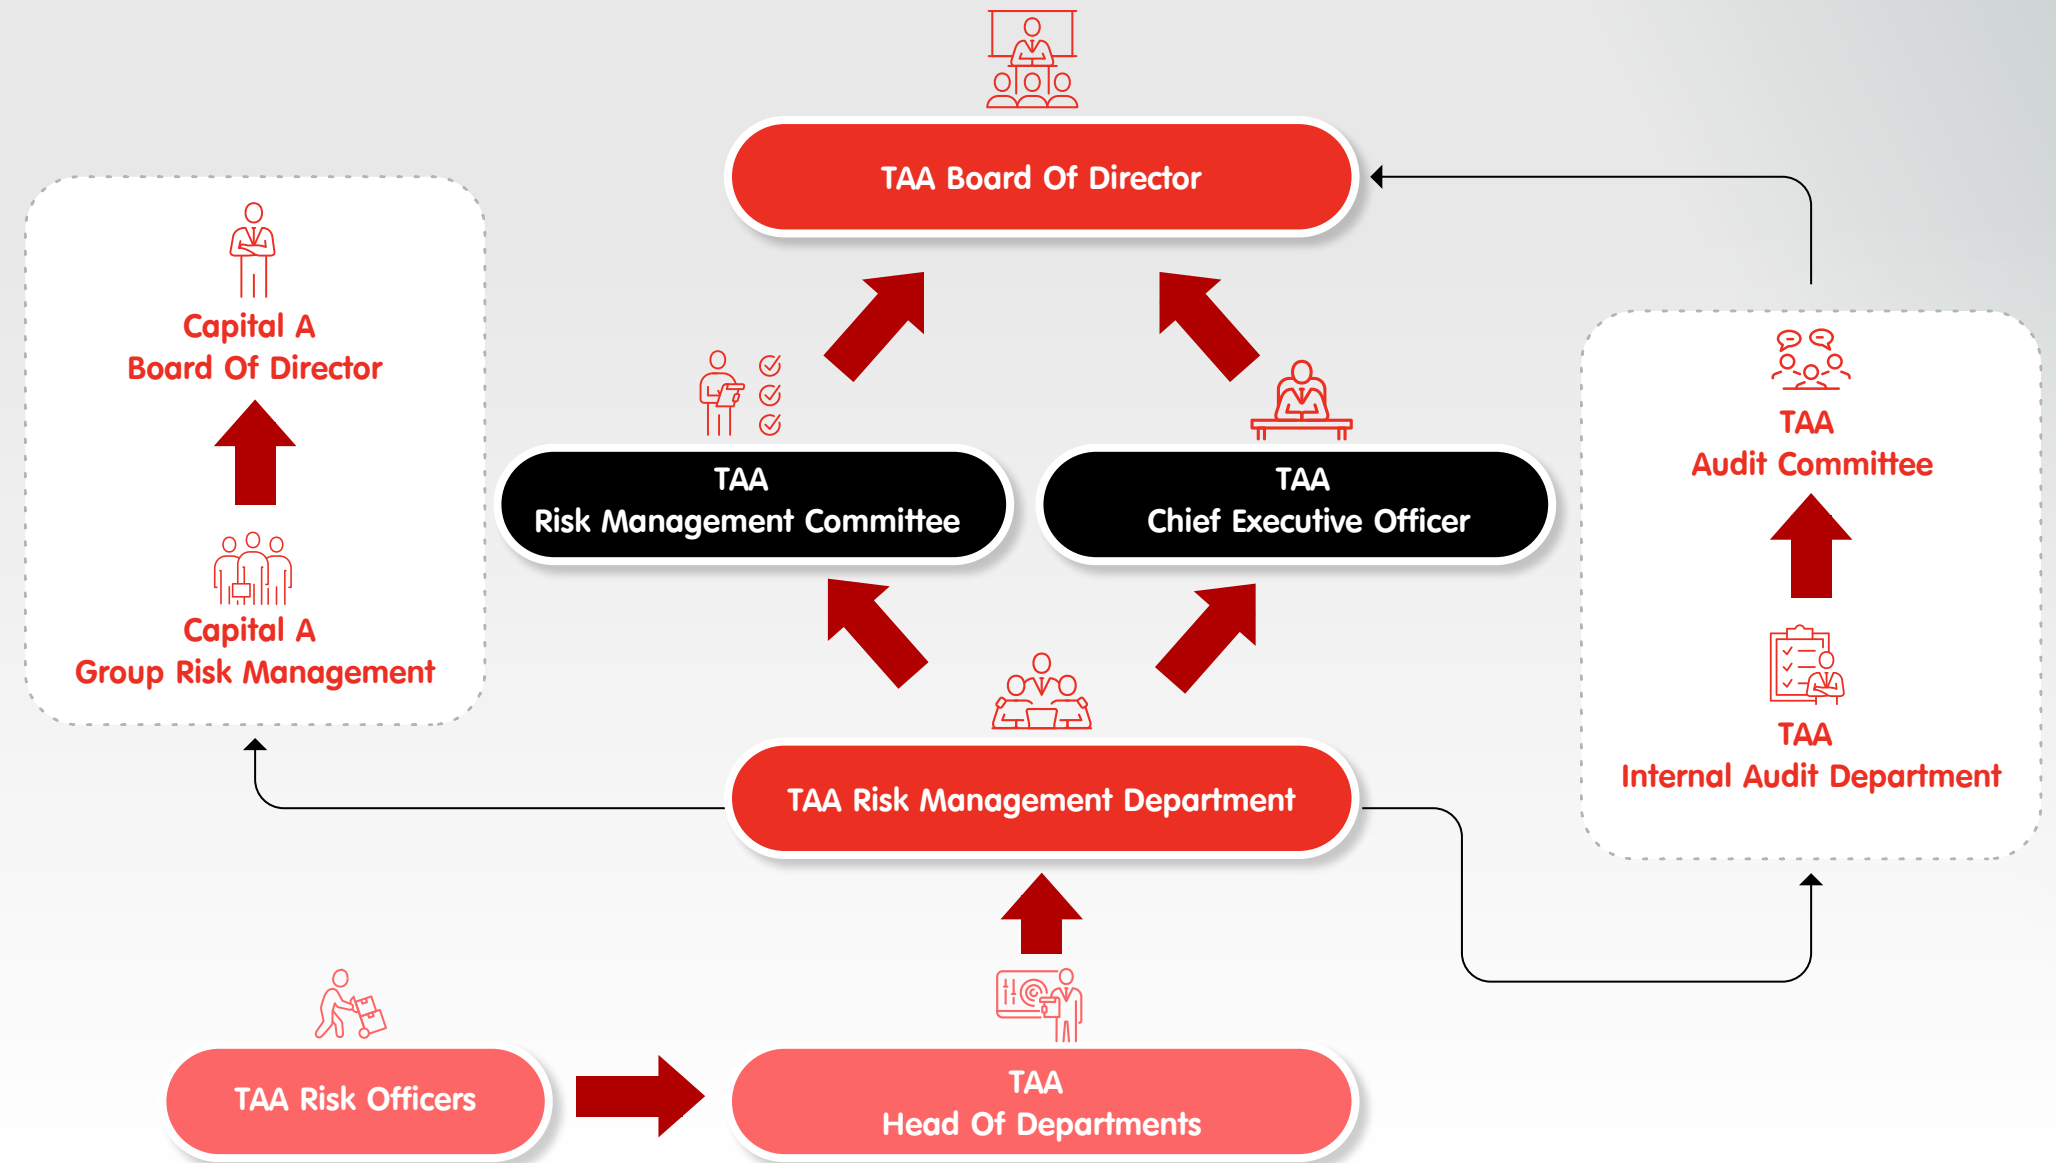 TAA Board Of Director
Capital A
Board Of Director
Capital A
Group Risk Management
TAA
Risk Management Committee
TAA
Chief Executive Officer
TAA
Audit Committee
TAA
Internal Audit Department
TAA Risk Management Department
TAA Risk Officers
TAA
Head Of Departments